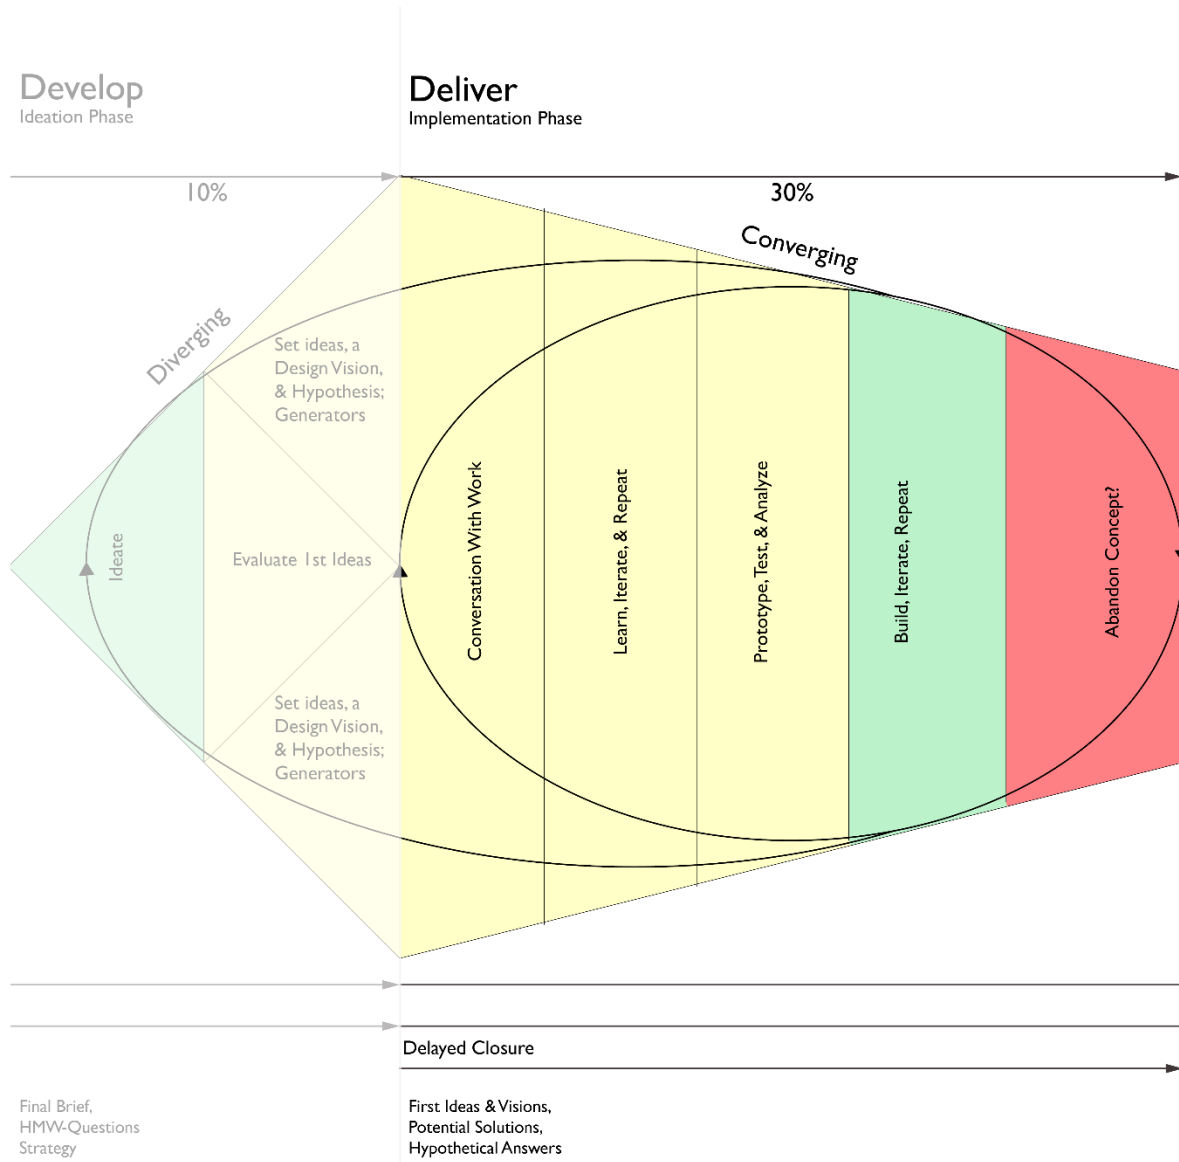 Develop
Ideation Phase
Deliver
Implementation Phase
10%
30%
Diverging
Converging
Set ideas, a
Design Vision,
& Hypothesis;
Generators
Ideate
Evaluate 1st Ideas
Set ideas, a
Design Vision,
& Hypothesis;
Generators
Conversation With Work
Learn, Iterate, & Repeat
Prototype, Test, & Analyze
Build, Iterate, Repeat
Abandon Concept?
Delayed Closure
Final Brief,
HMW-Questions
Strategy
First Ideas & Visions,
Potential Solutions,
Hypothetical Answers